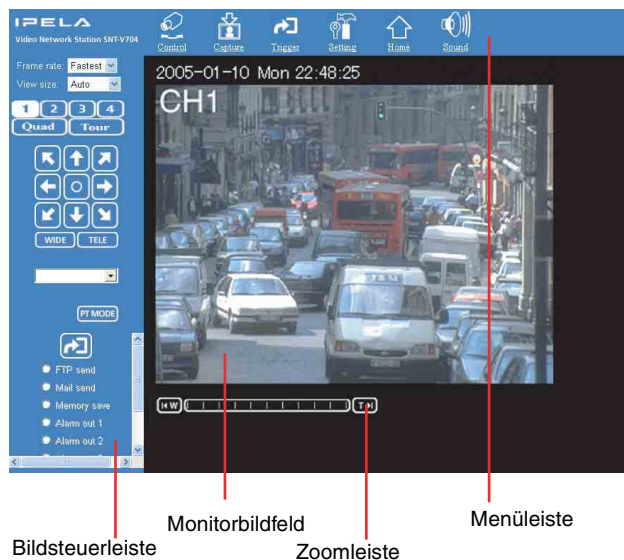 IPELA
Video Network Station SNT-V704
Control Capture Trigger Setting Home Sound
Frame rate: Fastest
View size: Auto
1 2 3 4
Quad Tour
WIDE TELE
PT MODE
FTP send
Mail send
Memory save
Alarm out 1
Alarm out 2
2005-01-10 Mon 22:48:25
CH1
J & M
W T
Monitorbildfeld
Menüleiste
Bildsteuerleiste
Zoomleiste